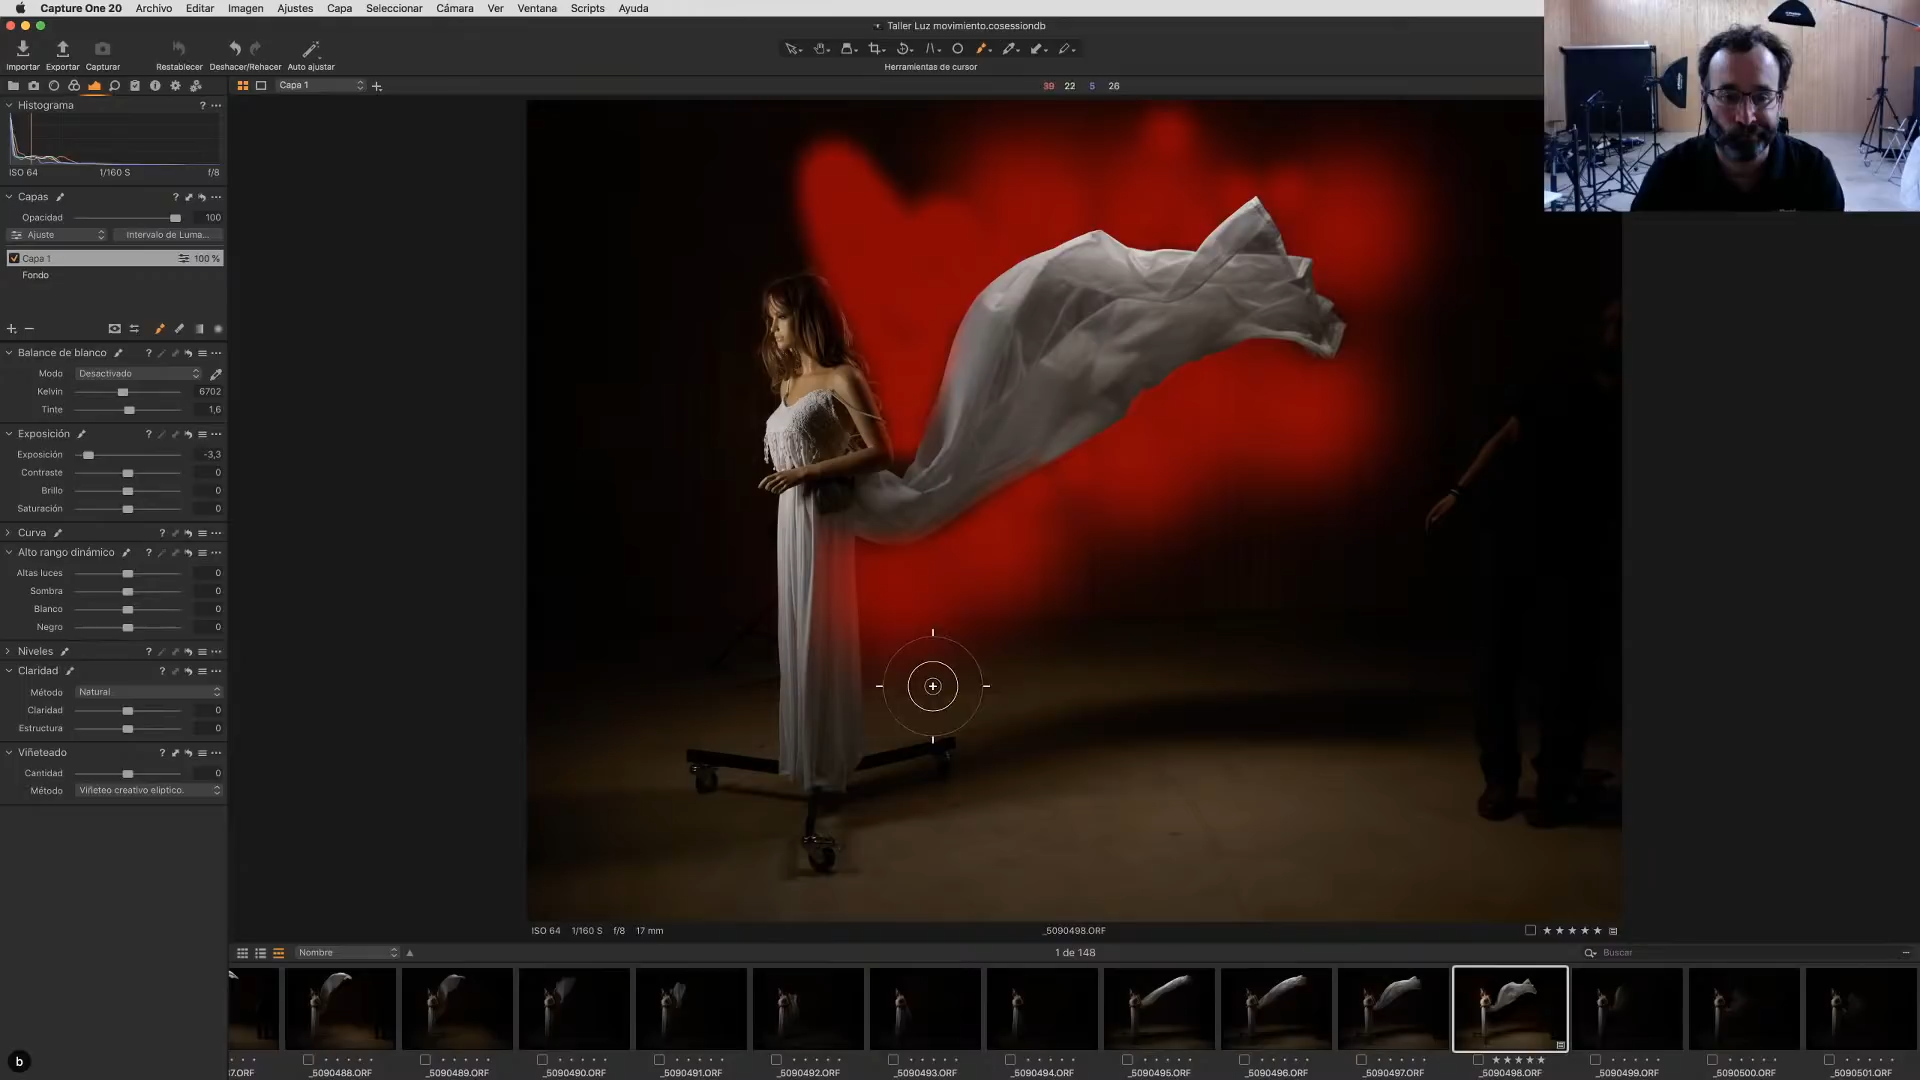 Capture One 20 Archivo Editar Imagen Ajustes Capa Seleccionar Cámara Ver Ventana Scripts Ayuda
Taller Luz movimiento.cosessiondb
Importar Exportar Capturar Restablecer Deshacer/Rehacer Auto ajustar
Herramientas de cursor
Capa 1
39 22 5 26
Histograma
ISO 64 1/160 S f/8
Capas
Opacidad 100
Ajuste Intervalo de Luma...
Capa 1 100 %
Fondo
Balance de blanco
Modo Desactivado
Kelvin 6702
Tinte 1,6
Exposición
Exposición -3,3
Contraste 0
Brillo 0
Saturación 0
Curva
Alto rango dinámico
Altas luces 0
Sombra 0
Blanco 0
Negro 0
Niveles
Claridad
Método Natural
Claridad 0
Estructura 0
Viñeteado
Cantidad 0
Método Viñeteo creativo elíptico.
ISO 64 1/160 S f/8 17 mm
_5090498.ORF
Nombre
1 de 148
Buscar
b
7.ORF _5090488.ORF _5090489.ORF _5090490.ORF _5090491.ORF _5090492.ORF _5090493.ORF _5090494.ORF _5090495.ORF _5090496.ORF _5090497.ORF _5090498.ORF _5090499.ORF _5090500.ORF _5090501.ORF